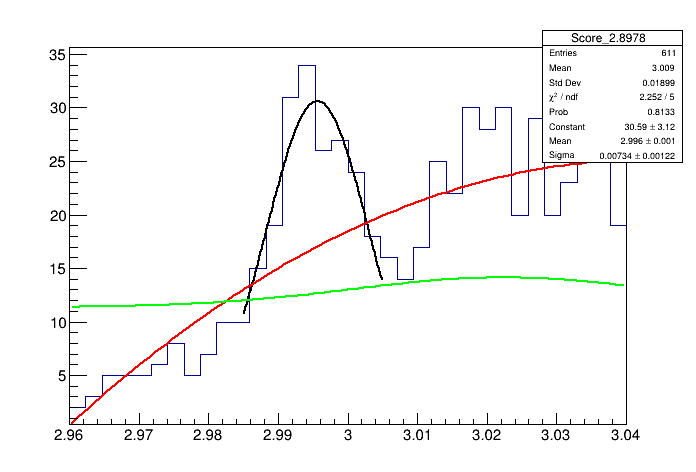 Score_2.8978
Entries 611
Mean 3.009
Std Dev 0.01899
χ² / ndf 2.252 / 5
Prob 0.8133
Constant 30.59 ± 3.12
Mean 2.996 ± 0.001
Sigma 0.00734 ± 0.00122
35
30
25
20
15
10
5
2.96 2.97 2.98 2.99 3 3.01 3.02 3.03 3.04